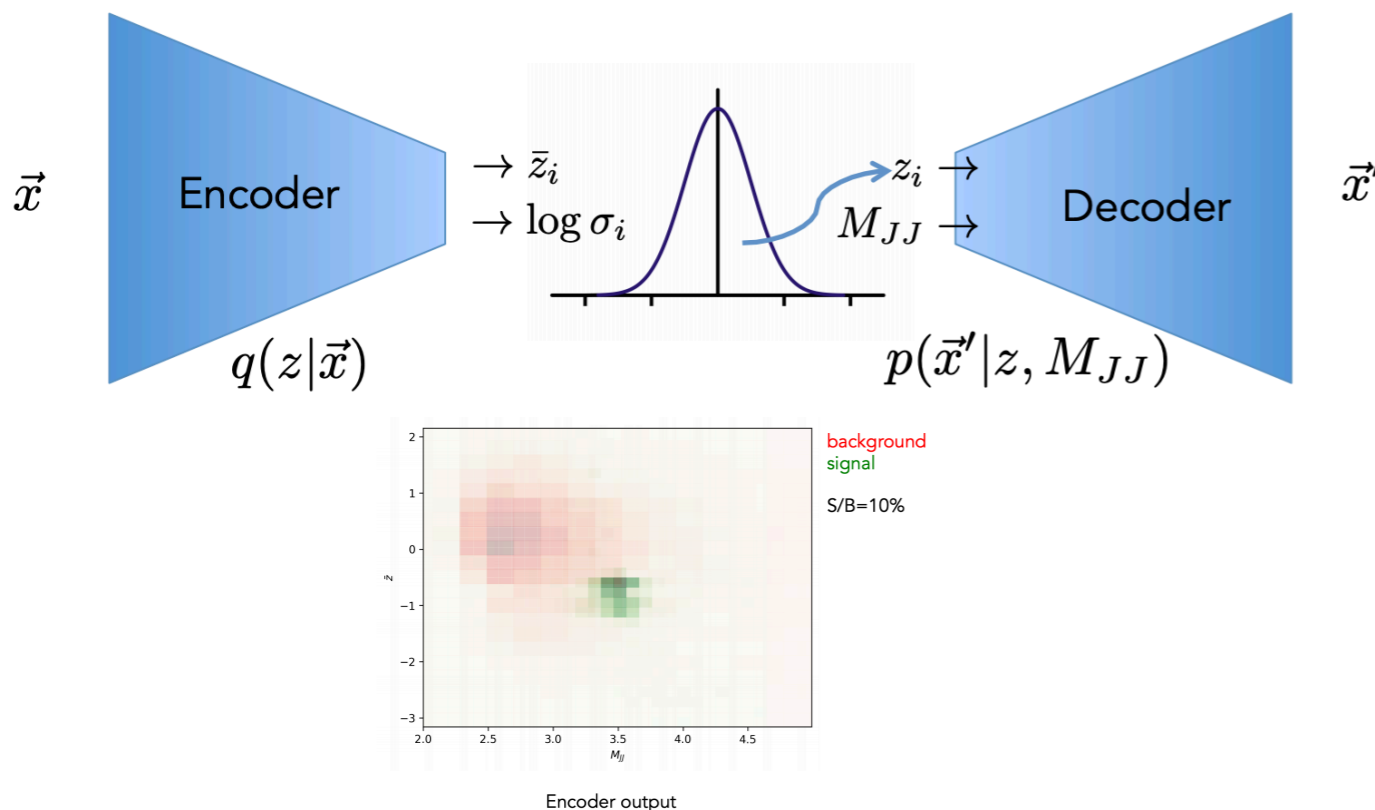 x⃗
Encoder
→ z̄ᵢ
→ log σᵢ
zᵢ →
M_JJ →
Decoder
x⃗′
q(z|x⃗)
p(x⃗′|z, M_JJ)
background
signal
S/B=10%
2
1
0
−1
−2
−3
z̄
2.0 2.5 3.0 3.5 4.0 4.5
M_JJ
Encoder output